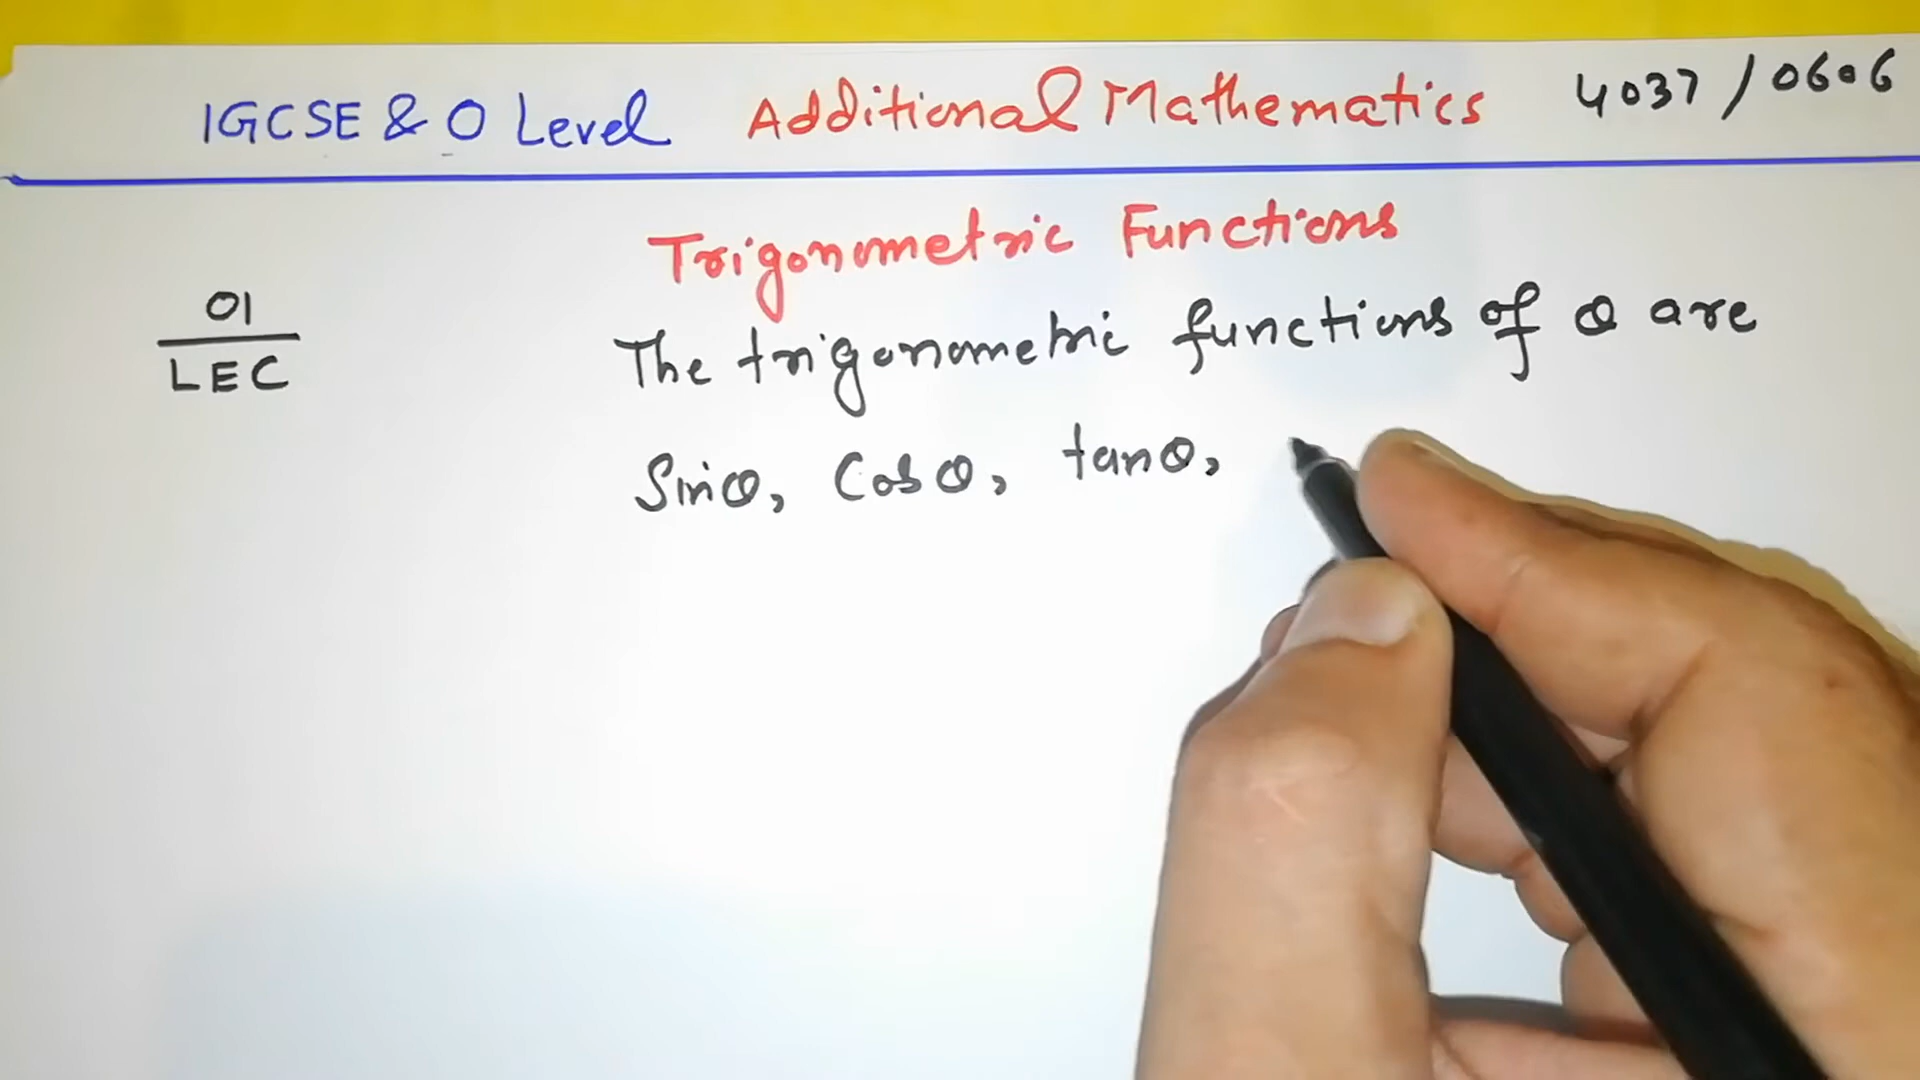 IGCSE & O Level Additional Mathematics 4037 / 0606
Trigonometric Functions
01
LEC
The trigonometric functions of θ are
Sinθ, Cosθ, tanθ,